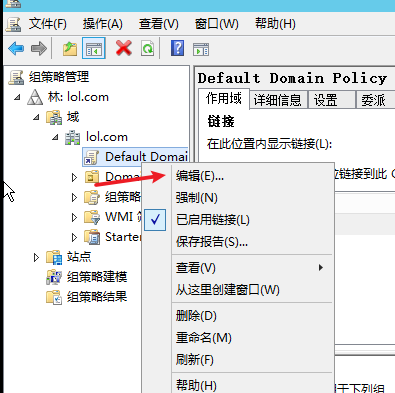 文件(F) 操作(A) 查看(V) 窗口(W) 帮助(H)
组策略管理
林: lol.com
域
lol.com
Default Domai
Doma
组策略
WMI
Starter
站点
组策略建模
组策略结果
Default Domain Policy
作用域 详细信息 设置 委派
链接
在此位置内显示链接(L):
链接到此
编辑(E)...
强制(N)
已启用链接(L)
保存报告(S)...
查看(V)
从这里创建窗口(W)
删除(D)
重命名(M)
刷新(F)
帮助(H)
于下列组